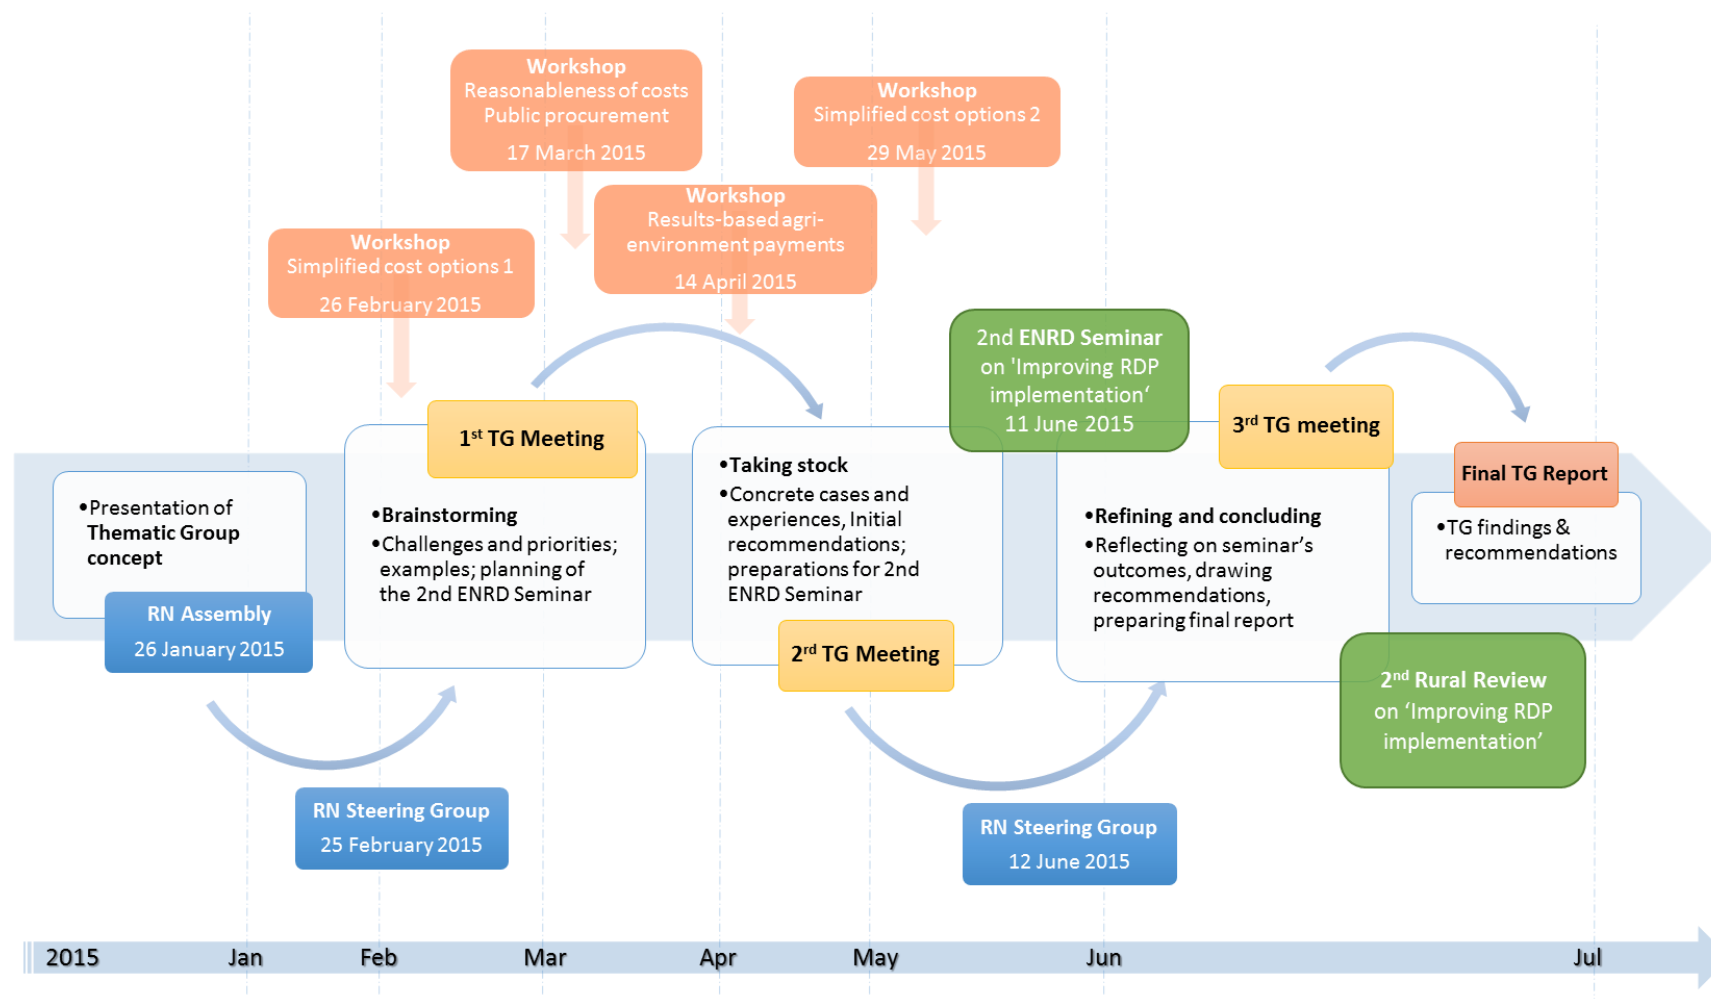 Workshop
Reasonableness of costs
Public procurement
17 March 2015
Workshop
Simplified cost options 2
29 May 2015
Workshop
Results-based agri-
environment payments
14 April 2015
Workshop
Simplified cost options 1
26 February 2015
2nd ENRD Seminar
on 'Improving RDP
implementation‘
11 June 2015
1st TG Meeting
3rd TG meeting
Final TG Report
•Presentation of
Thematic Group
concept
RN Assembly
26 January 2015
•Brainstorming
•Challenges and priorities;
examples; planning of
the 2nd ENRD Seminar
•Taking stock
•Concrete cases and
experiences, Initial
recommendations;
preparations for 2nd
ENRD Seminar
2rd TG Meeting
•Refining and concluding
•Reflecting on seminar’s
outcomes, drawing
recommendations,
preparing final report
•TG findings &
recommendations
2nd Rural Review
on ‘Improving RDP
implementation’
RN Steering Group
25 February 2015
RN Steering Group
12 June 2015
2015 Jan Feb Mar Apr May Jun Jul